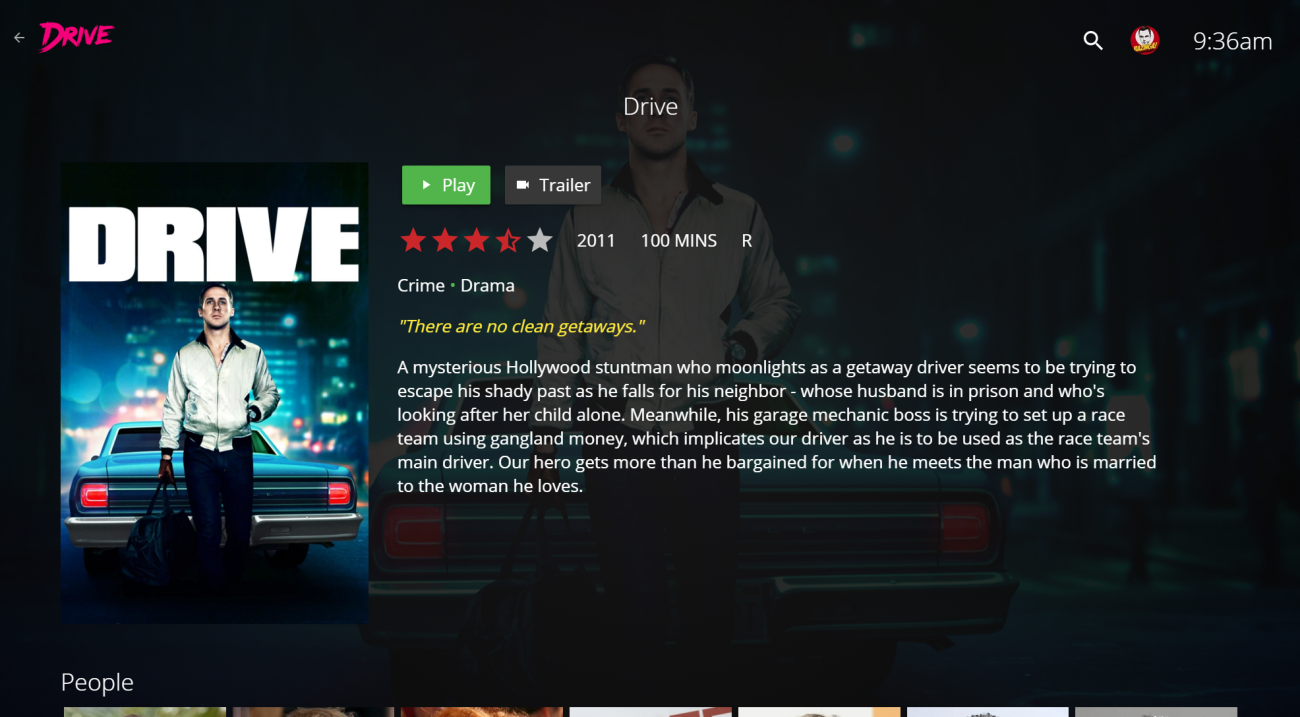 DRIVE
9:36am
Drive
DRIVE
Play
Trailer
2011 100 MINS R
Crime • Drama
"There are no clean getaways."
A mysterious Hollywood stuntman who moonlights as a getaway driver seems to be trying to
escape his shady past as he falls for his neighbor - whose husband is in prison and who's
looking after her child alone. Meanwhile, his garage mechanic boss is trying to set up a race
team using gangland money, which implicates our driver as he is to be used as the race team's
main driver. Our hero gets more than he bargained for when he meets the man who is married
to the woman he loves.
People